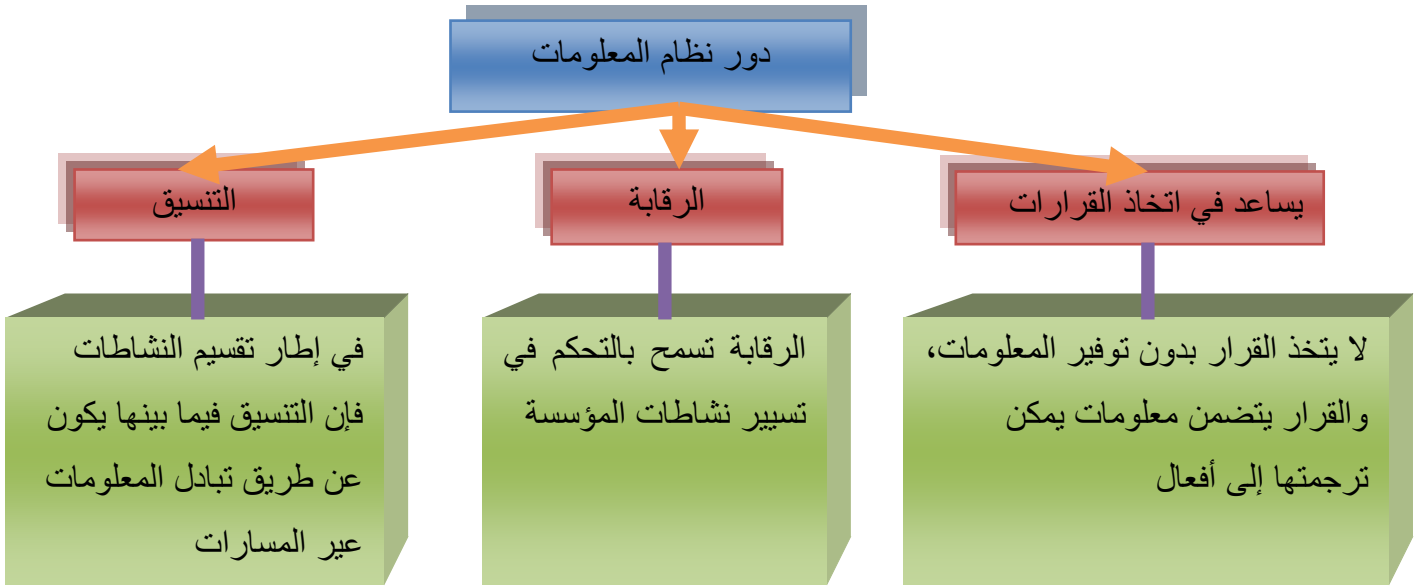 دور نظام المعلومات
يساعد في اتخاذ القرارات
الرقابة
التنسيق
لا يتخذ القرار بدون توفير المعلومات،
والقرار يتضمن معلومات يمكن
ترجمتها إلى أفعال
الرقابة تسمح بالتحكم في
تسيير نشاطات المؤسسة
في إطار تقسيم النشاطات
فإن التنسيق فيما بينها يكون
عن طريق تبادل المعلومات
عير المسارات